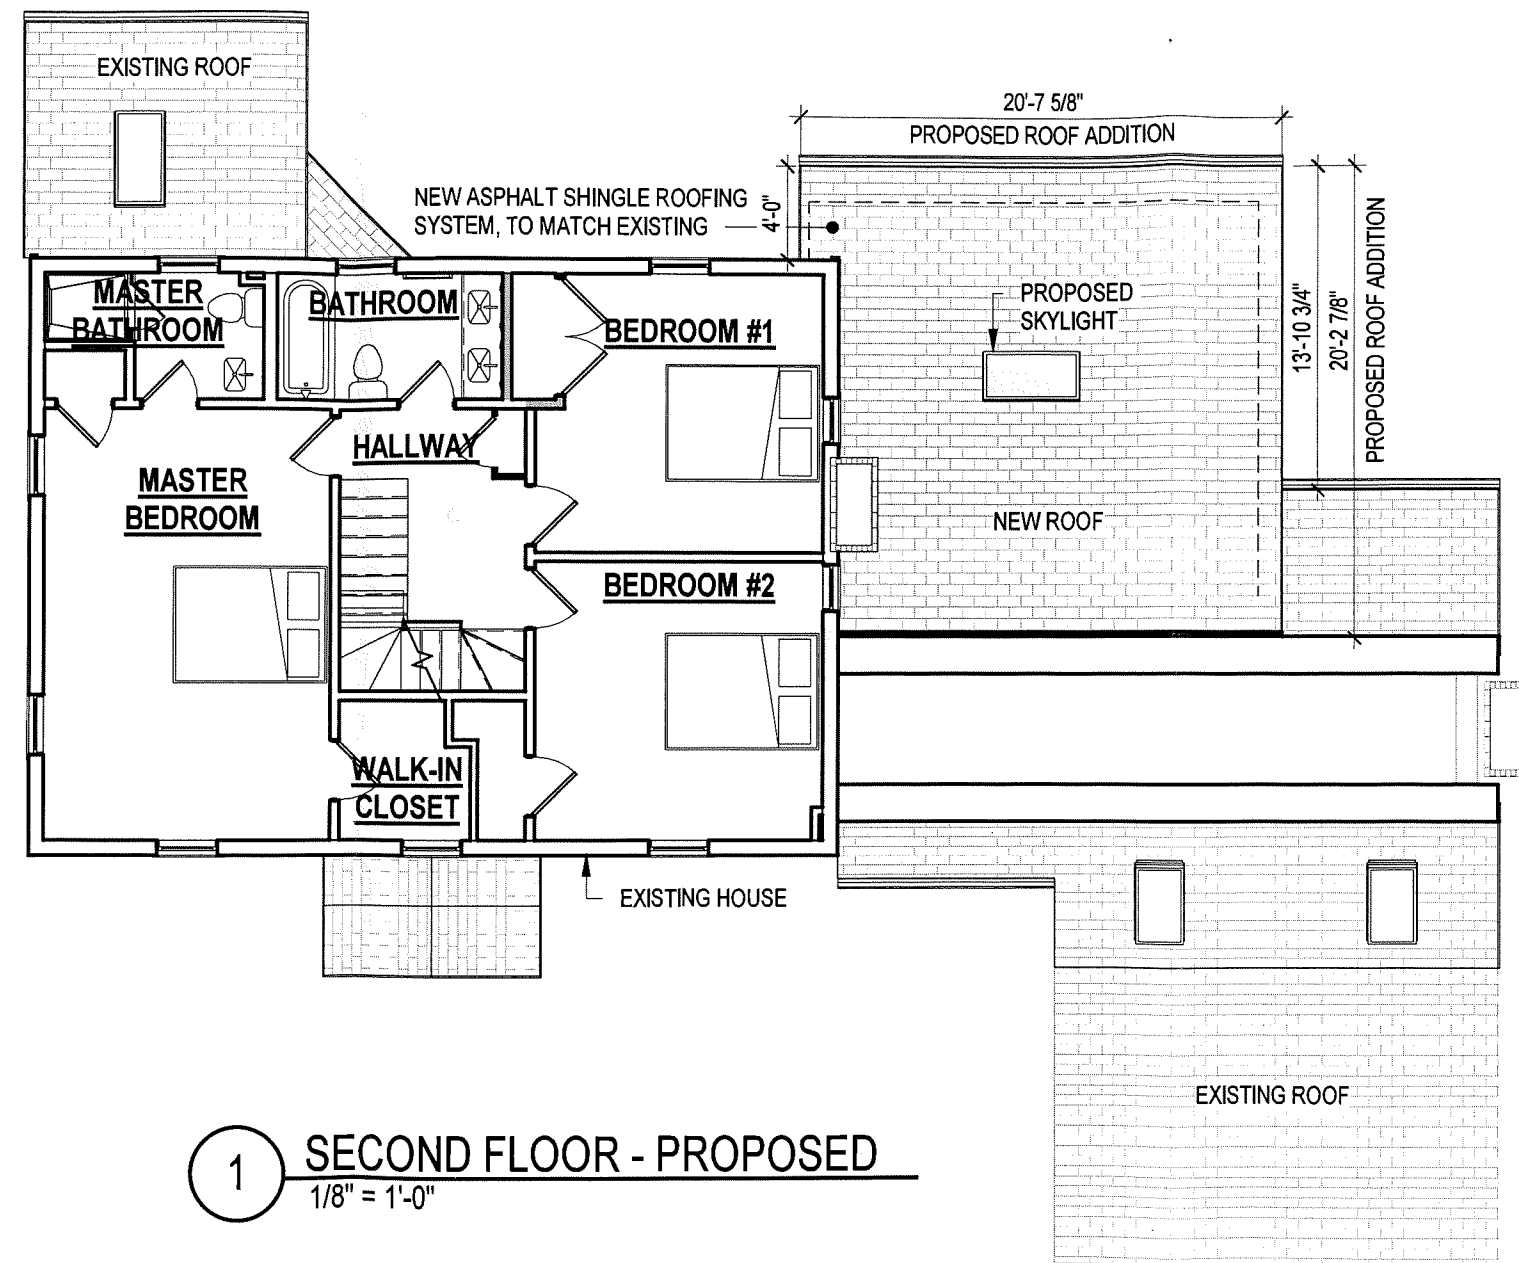 EXISTING ROOF
20'-7 5/8"
PROPOSED ROOF ADDITION
NEW ASPHALT SHINGLE ROOFING
SYSTEM, TO MATCH EXISTING
4'-0"
13'-10 3/4"
20'-2 7/8"
PROPOSED ROOF ADDITION
MASTER
BATHROOM
BATHROOM
BEDROOM #1
PROPOSED
SKYLIGHT
HALLWAY
MASTER
BEDROOM
NEW ROOF
BEDROOM #2
WALK-IN
CLOSET
EXISTING HOUSE
EXISTING ROOF
1
SECOND FLOOR - PROPOSED
1/8" = 1'-0"